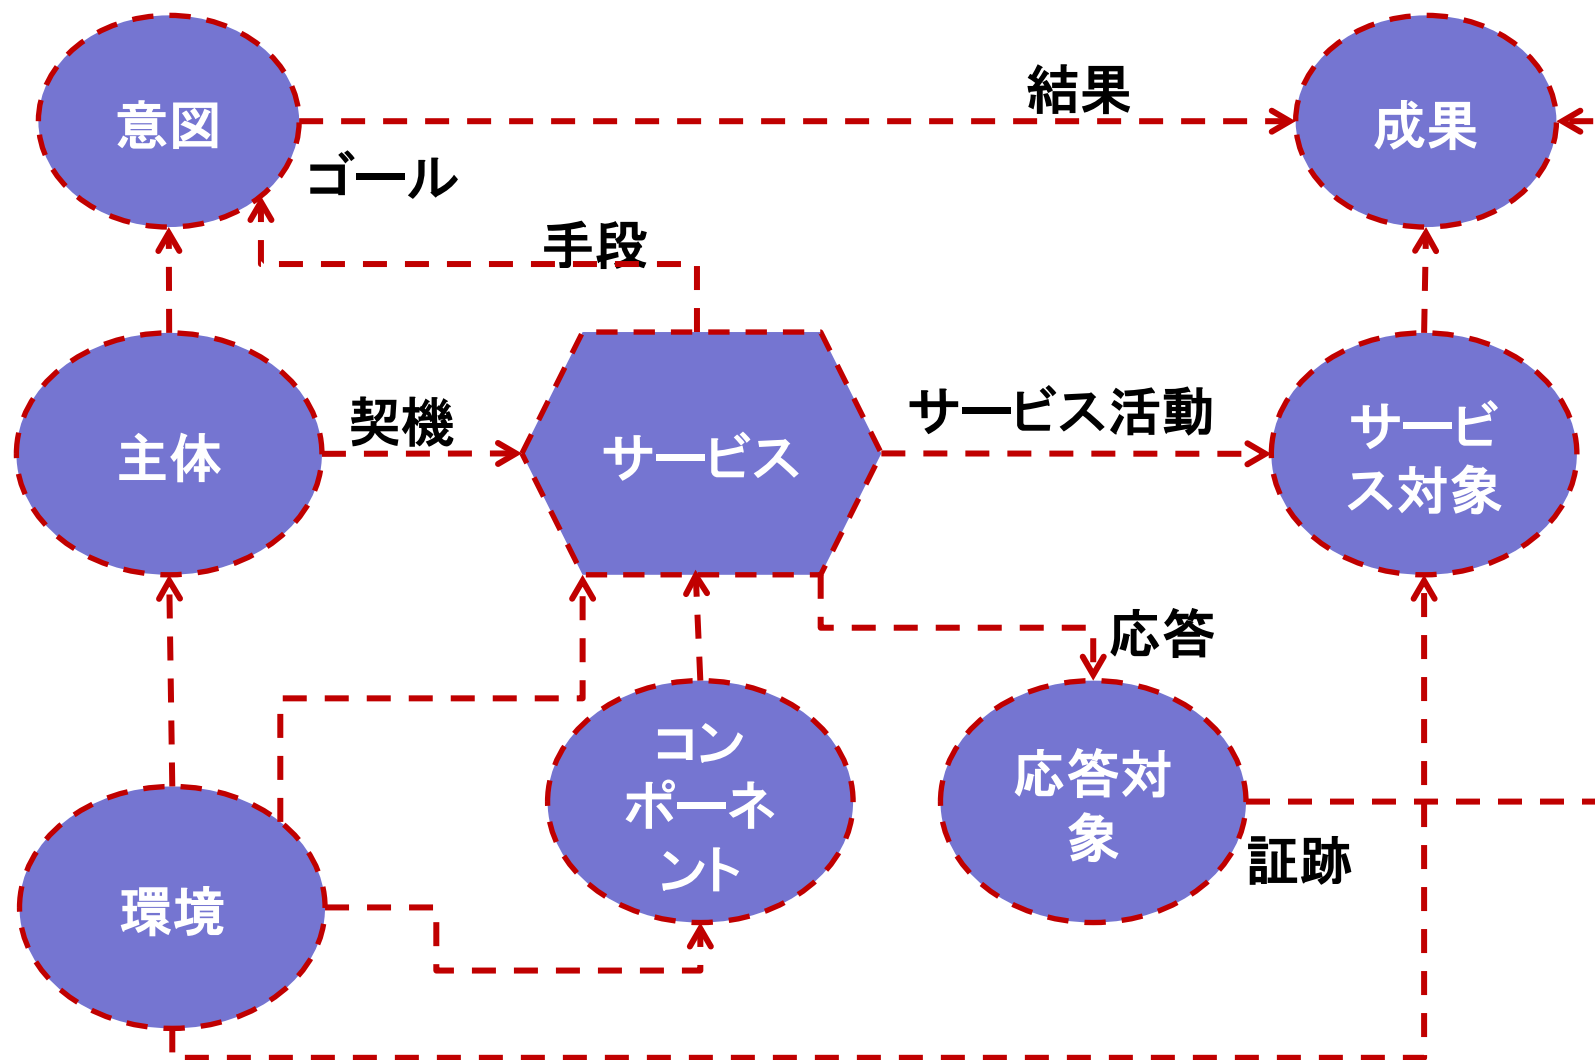 結果
意図
成果
ゴール
手段
契機
サービス活動
主体
サービス
サービ
ス対象
応答
コン
ポーネ
ント
応答対
象
証跡
環境